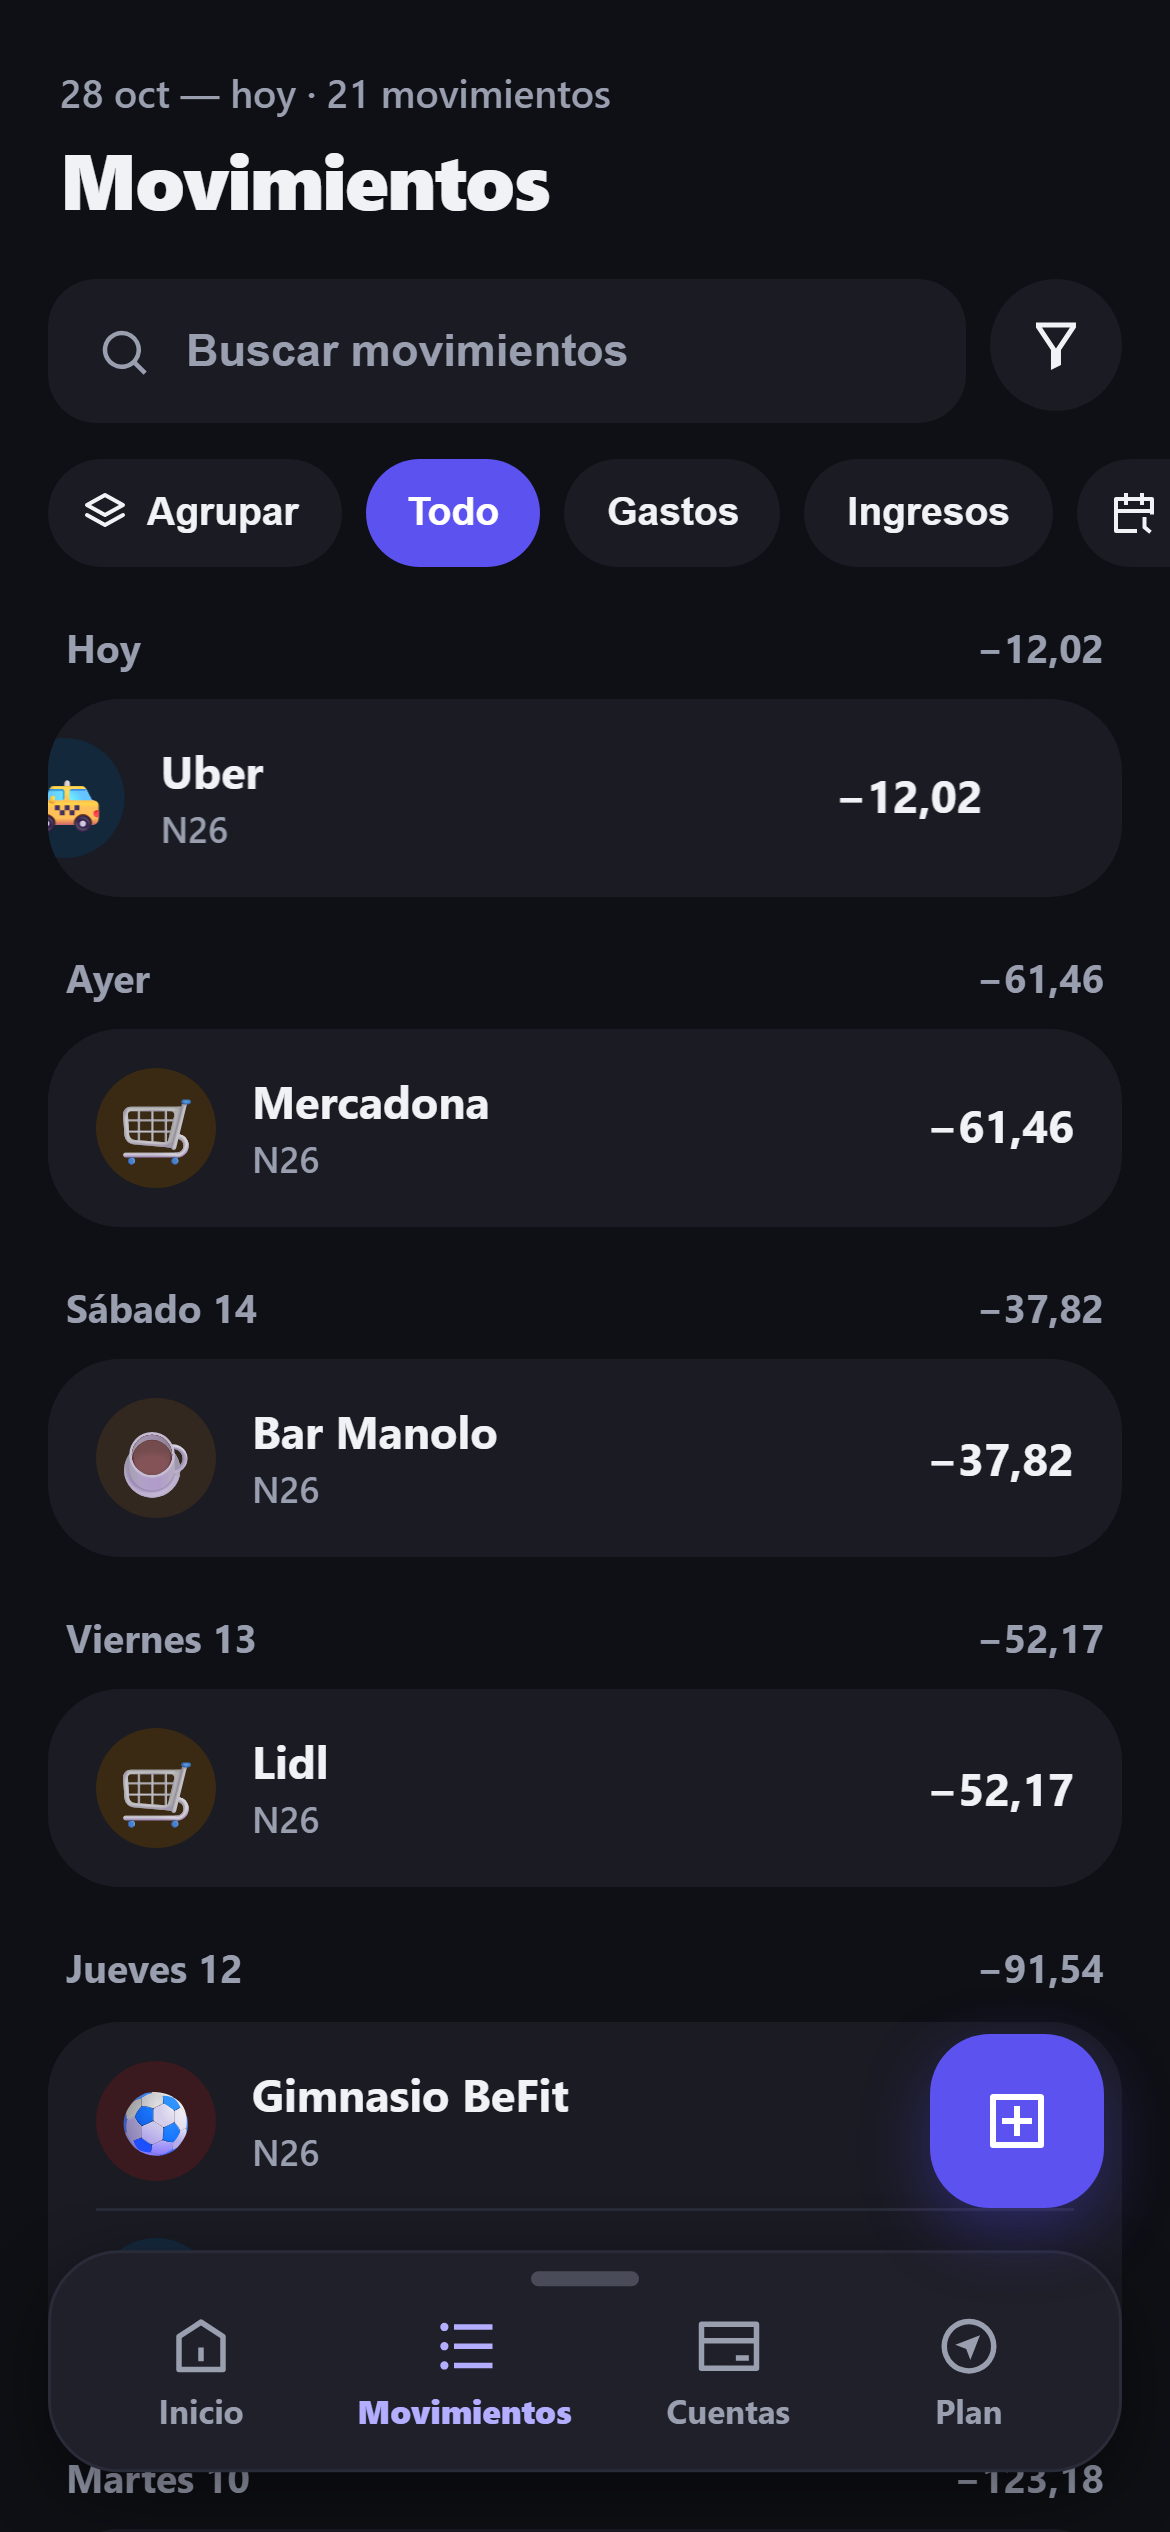 28 oct — hoy · 21 movimientos
Movimientos
Buscar movimientos
Agrupar
Todo
Gastos
Ingresos
Hoy −12,02
Uber
N26
−12,02
Ayer −61,46
Mercadona
N26
−61,46
Sábado 14 −37,82
Bar Manolo
N26
−37,82
Viernes 13 −52,17
Lidl
N26
−52,17
Jueves 12 −91,54
Gimnasio BeFit
N26
Inicio
Movimientos
Cuentas
Plan
Martes 10 −123,18